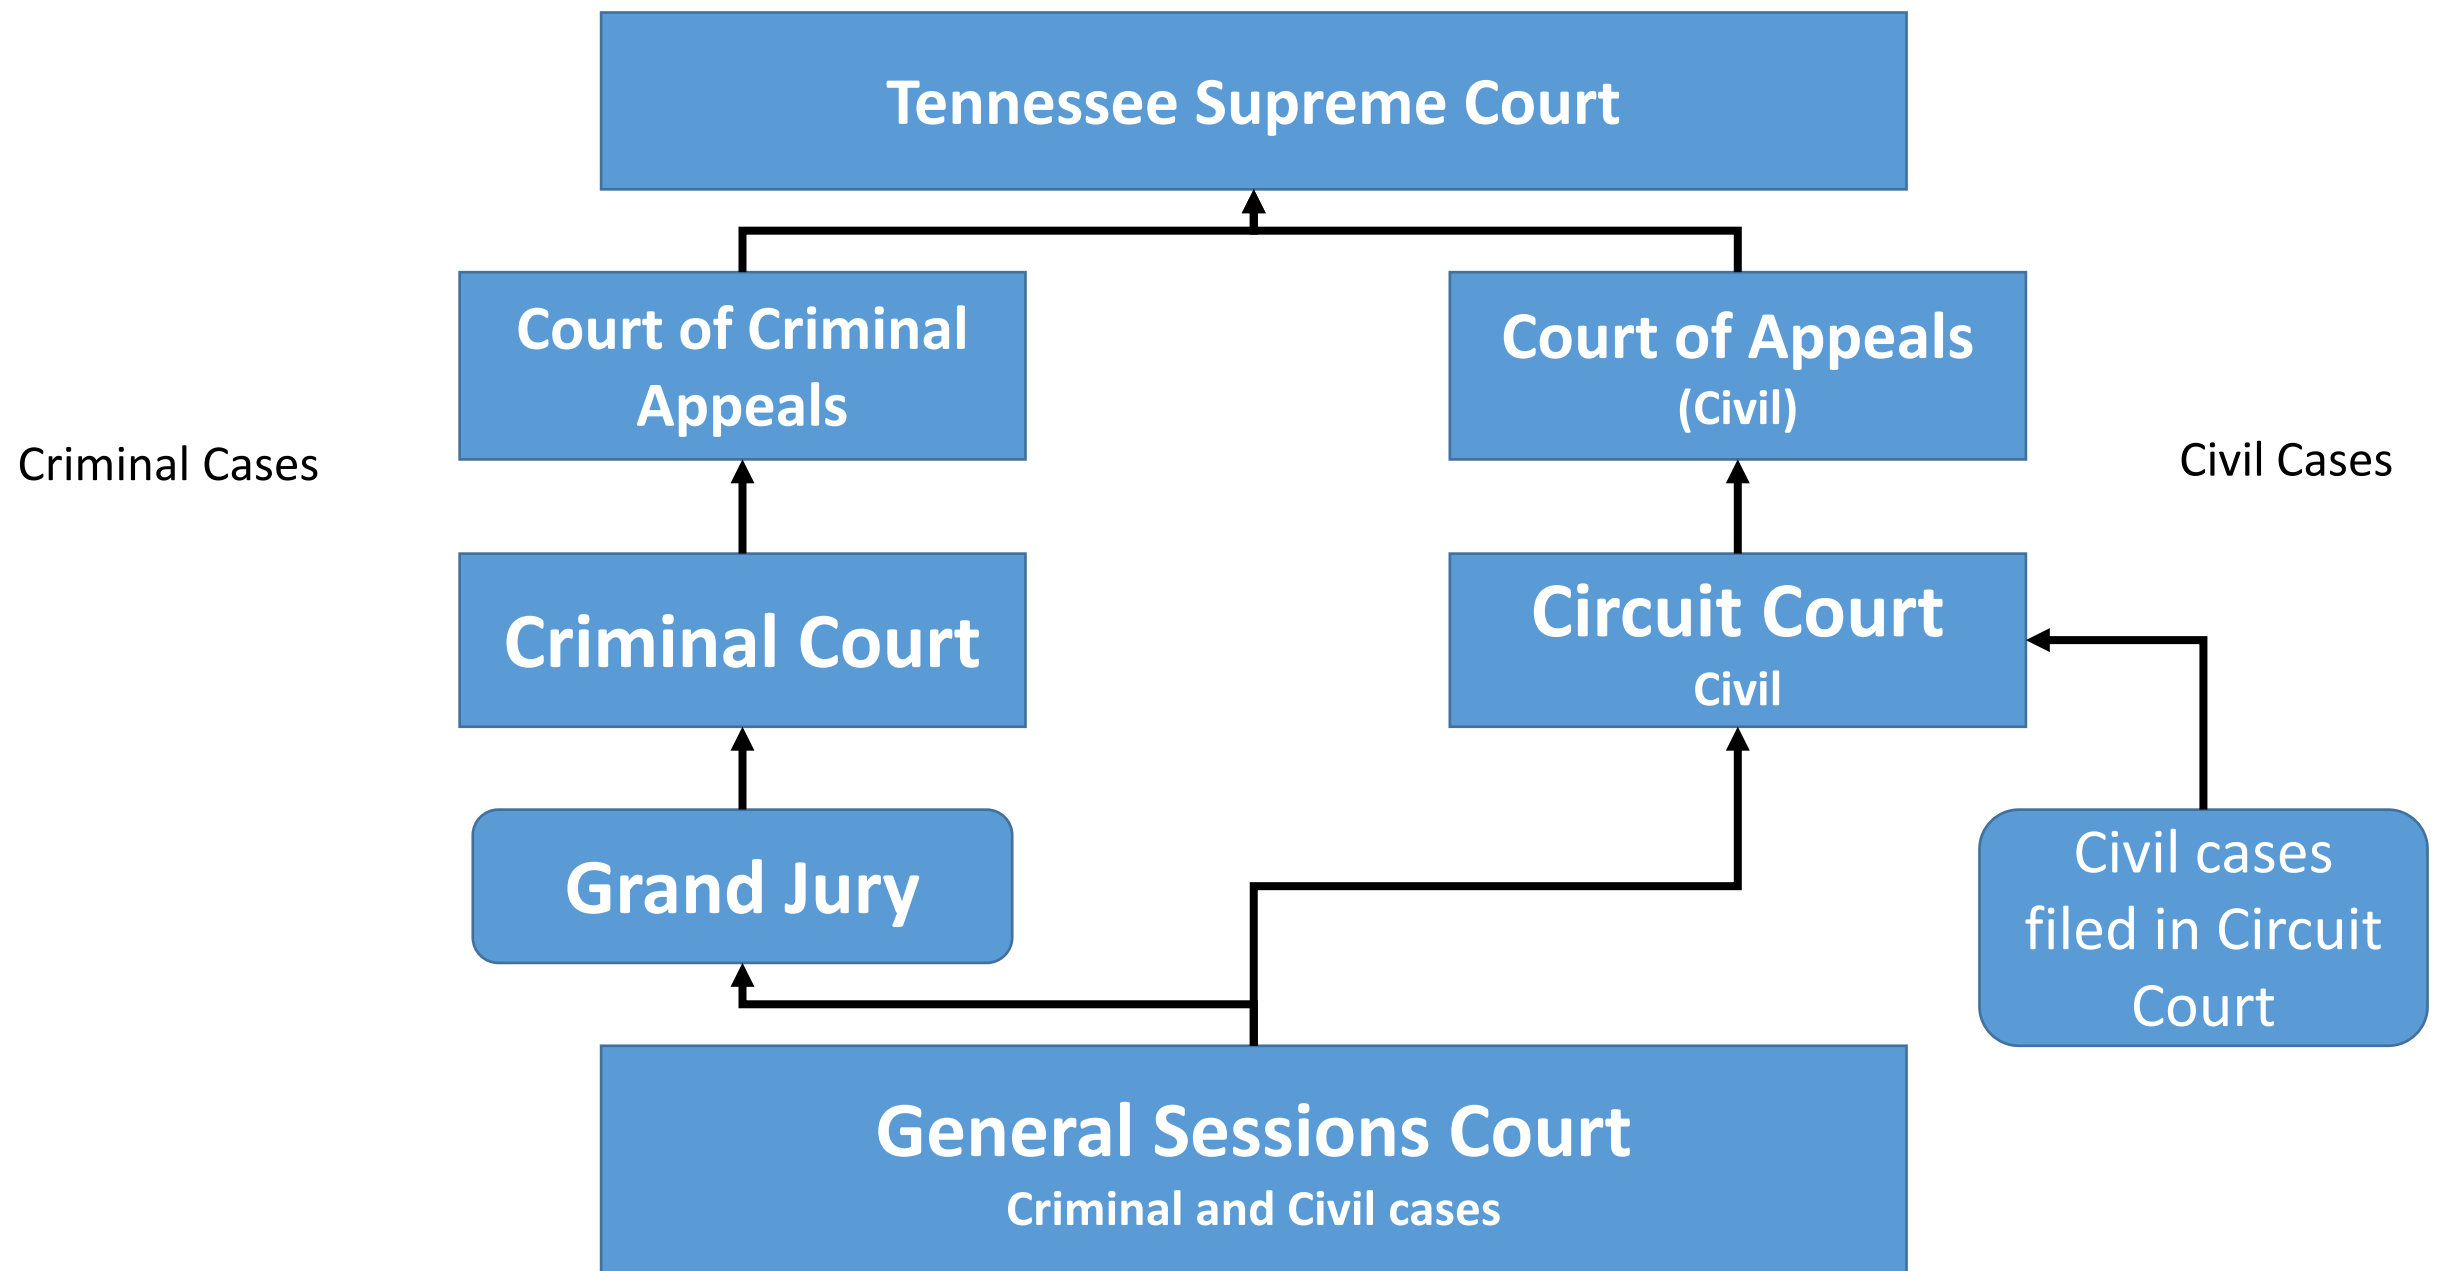 Tennessee Supreme Court
Court of Criminal
Appeals
Court of Appeals
(Civil)
Criminal Cases
Civil Cases
Criminal Court
Circuit Court
Civil
Grand Jury
Civil cases
filed in Circuit
Court
General Sessions Court
Criminal and Civil cases